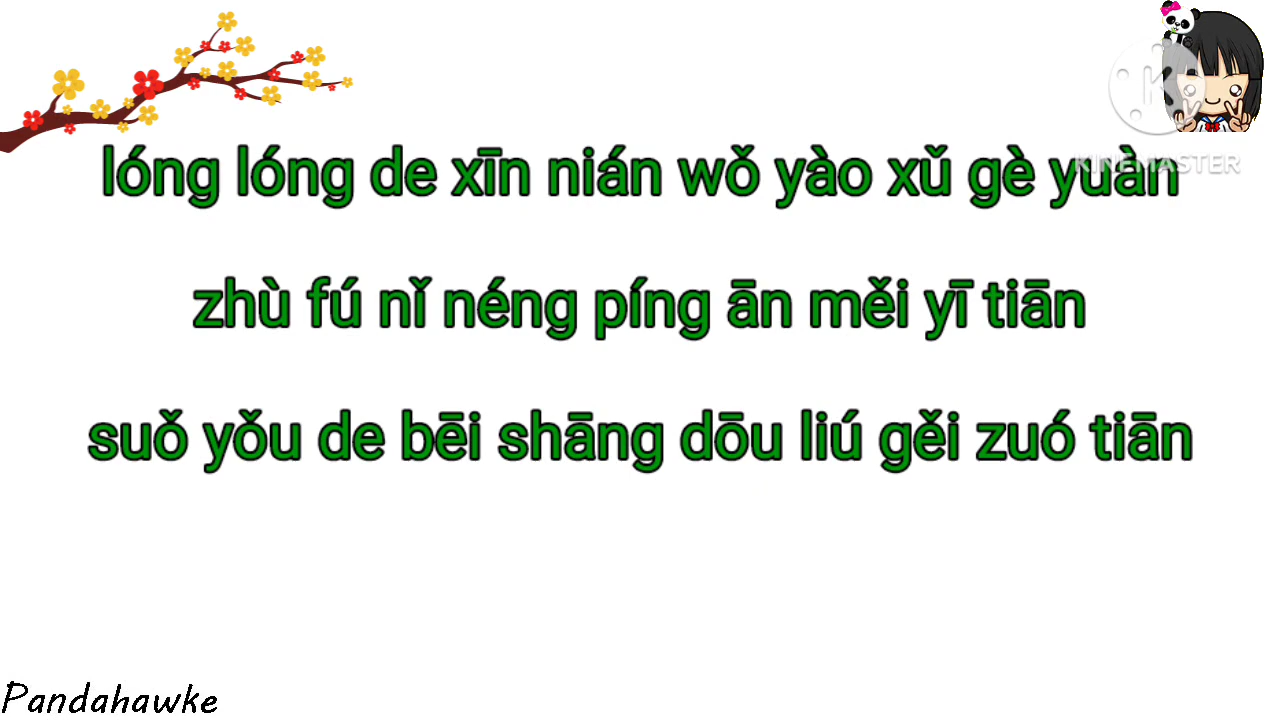 KINEMASTER
lóng lóng de xīn nián wǒ yào xǔ gè yuàn
zhù fú nǐ néng píng ān měi yī tiān
suǒ yǒu de bēi shāng dōu liú gěi zuó tiān
Pandahawke